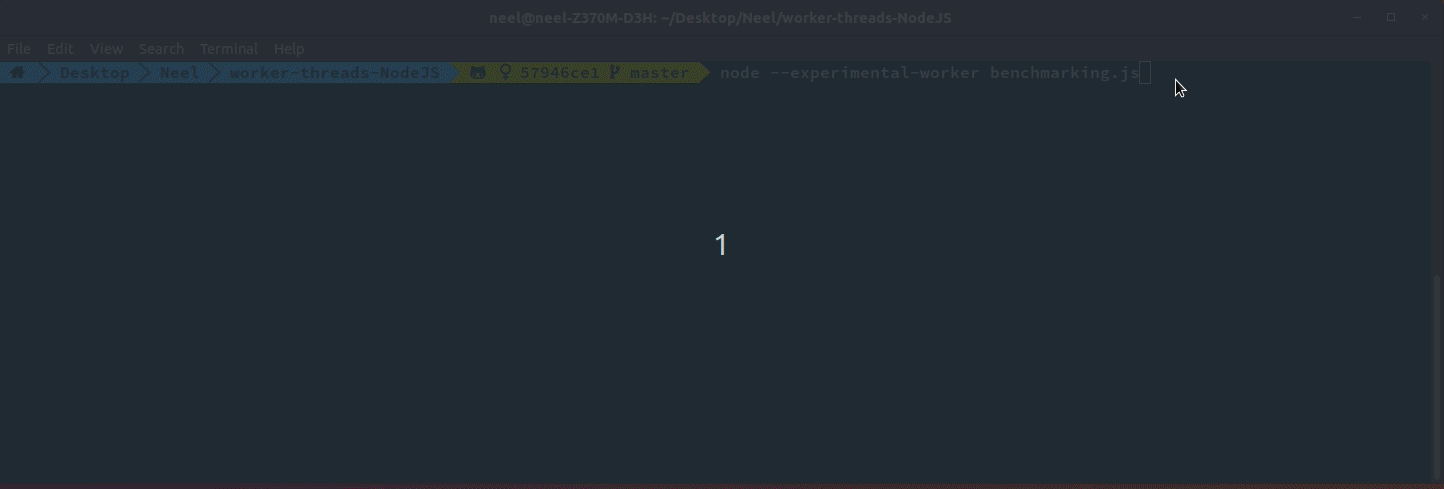 neel@neel-Z370M-D3H: ~/Desktop/Neel/worker-threads-NodeJS
File Edit View Search Terminal Help
Desktop Neel worker-threads-NodeJS 57946ce1 master node --experimental-worker benchmarking.js
1